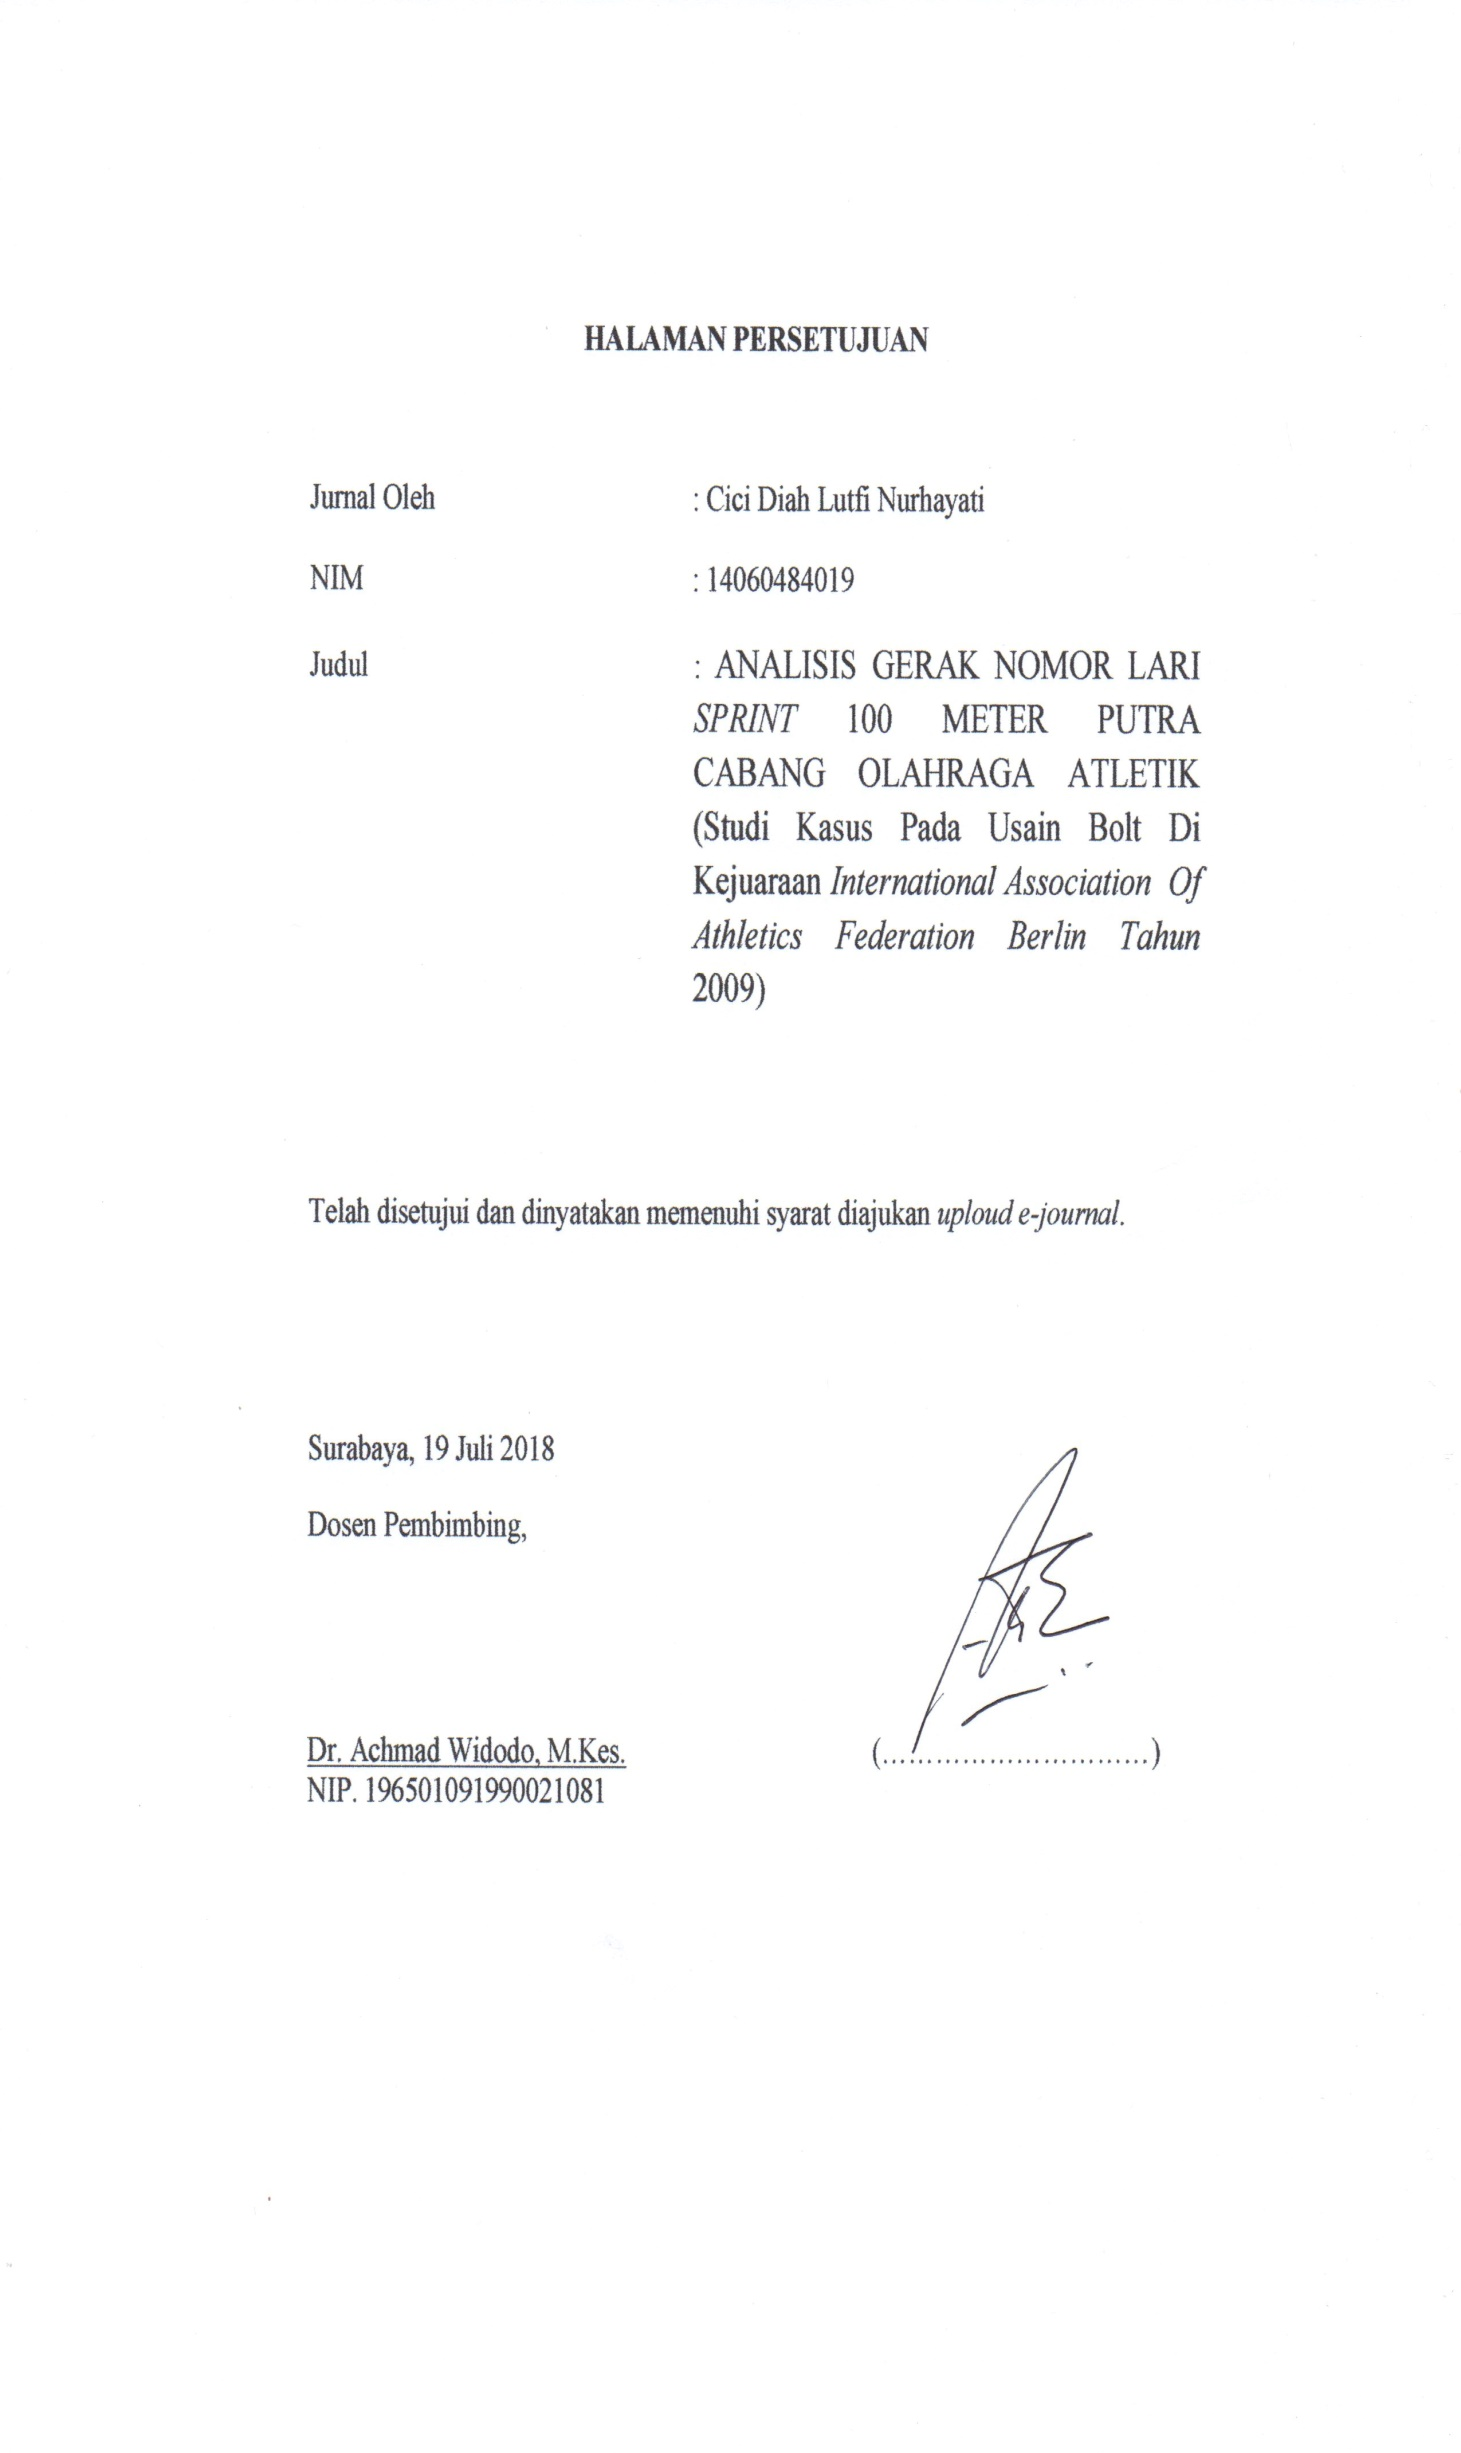 HALAMAN PERSETUJUAN
Jurnal Oleh : Cici Diah Lutfi Nurhayati
NIM : 14060484019
Judul : ANALISIS GERAK NOMOR LARI
SPRINT 100 METER PUTRA
CABANG OLAHRAGA ATLETIK
(Studi Kasus Pada Usain Bolt Di
Kejuaraan International Association Of
Athletics Federation Berlin Tahun
2009)
Telah disetujui dan dinyatakan memenuhi syarat diajukan uploud e-journal.
Surabaya, 19 Juli 2018
Dosen Pembimbing,
Dr. Achmad Widodo, M.Kes. (..............................)
NIP. 196501091990021081